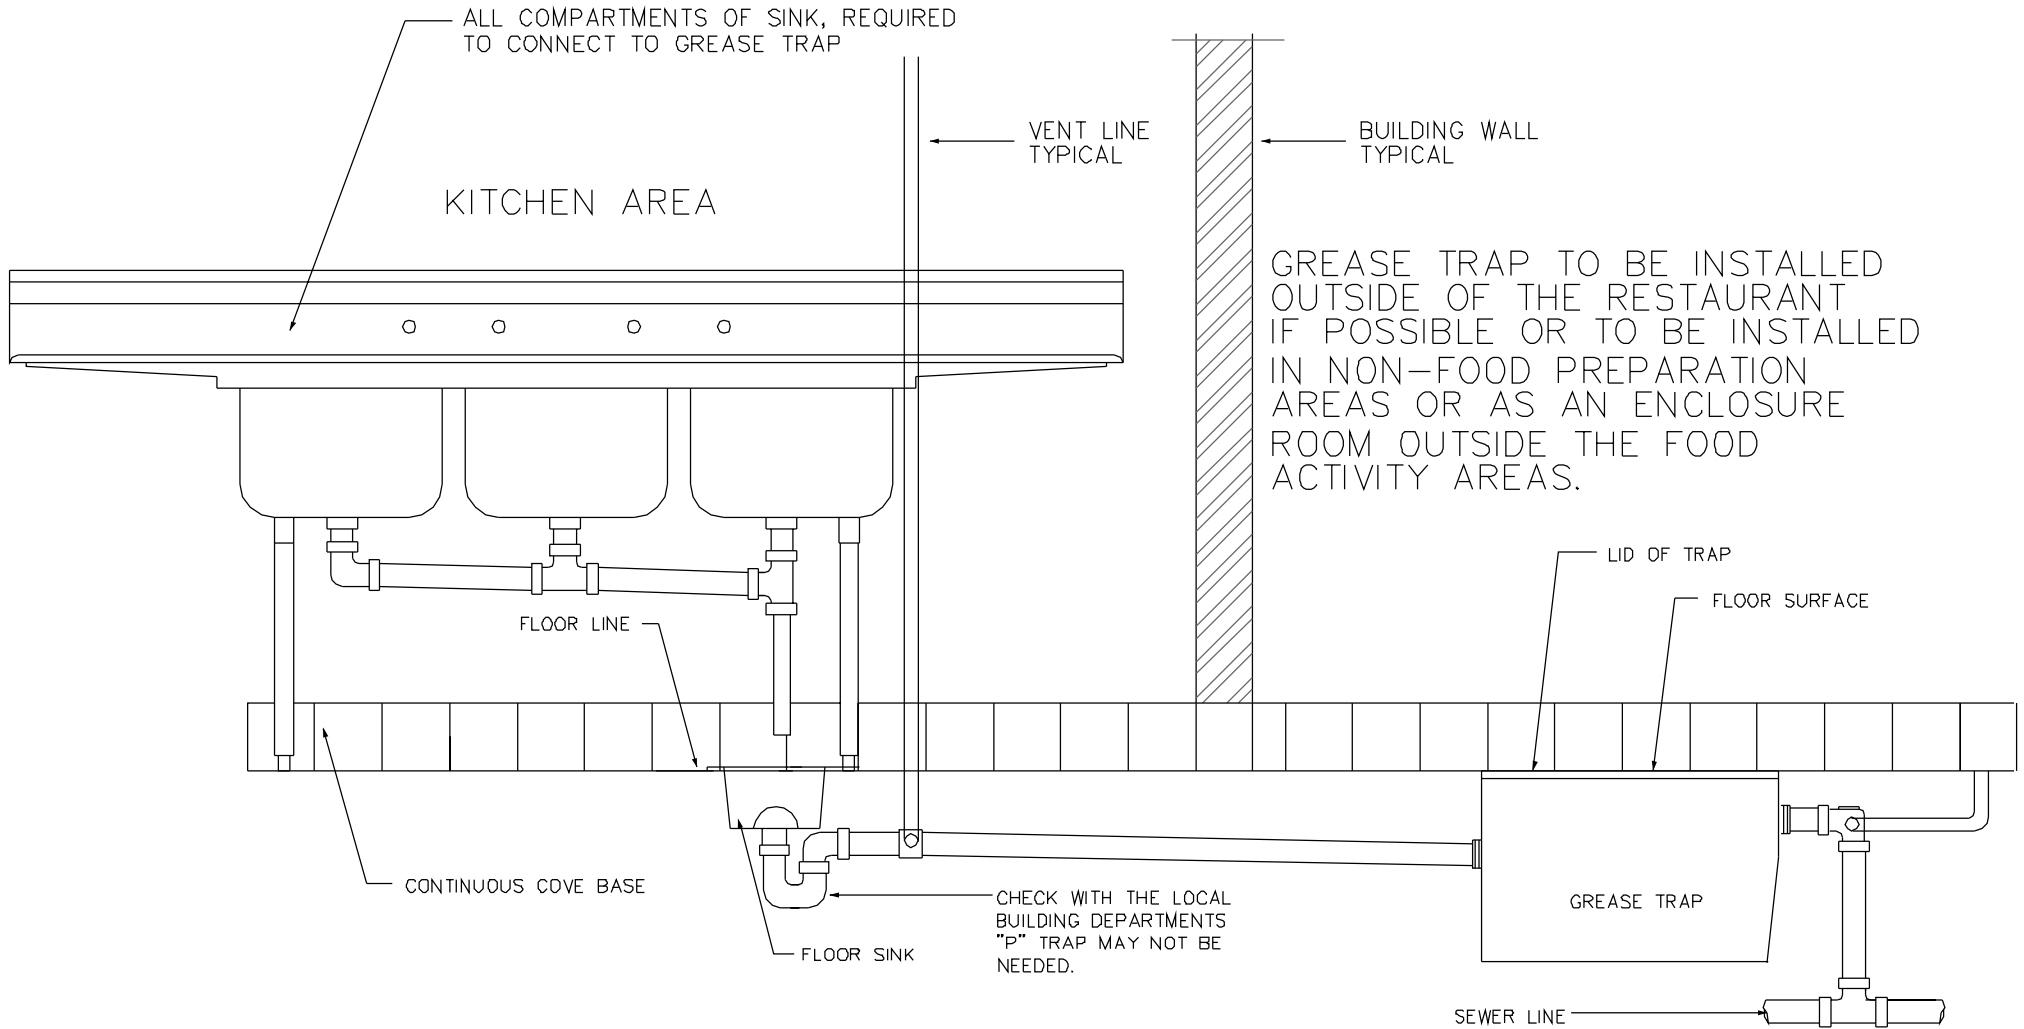 ALL COMPARTMENTS OF SINK, REQUIRED
TO CONNECT TO GREASE TRAP
VENT LINE
TYPICAL
BUILDING WALL
TYPICAL
KITCHEN AREA
GREASE TRAP TO BE INSTALLED
OUTSIDE OF THE RESTAURANT
IF POSSIBLE OR TO BE INSTALLED
IN NON-FOOD PREPARATION
AREAS OR AS AN ENCLOSURE
ROOM OUTSIDE THE FOOD
ACTIVITY AREAS.
LID OF TRAP
FLOOR SURFACE
FLOOR LINE
CONTINUOUS COVE BASE
FLOOR SINK
CHECK WITH THE LOCAL
BUILDING DEPARTMENTS
"P" TRAP MAY NOT BE
NEEDED.
GREASE TRAP
SEWER LINE